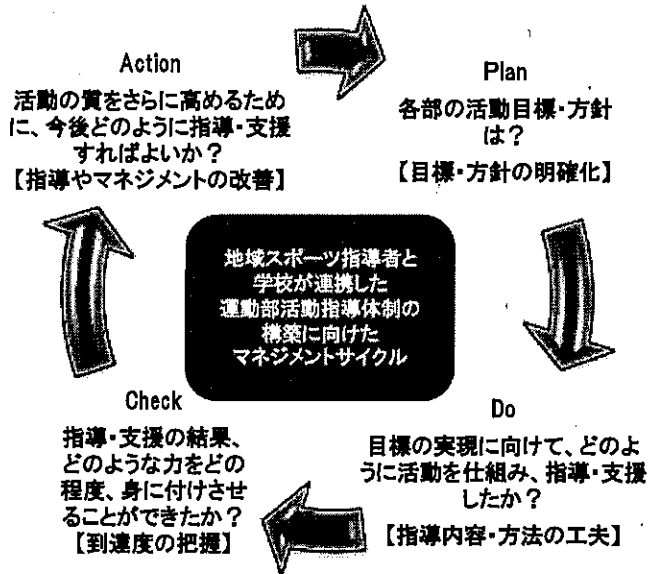 Action
活動の質をさらに高めるため
に、今後どのように指導・支援
すればよいか？
【指導やマネジメントの改善】
Plan
各部の活動目標・方針
は？
【目標・方針の明確化】
地域スポーツ指導者と
学校が連携した
運動部活動指導体制の
構築に向けた
マネジメントサイクル
Check
指導・支援の結果、
どのような力をどの
程度、身に付けさせ
ることができたか？
【到達度の把握】
Do
目標の実現に向けて、どのよ
うに活動を仕組み、指導・支援
したか？
【指導内容・方法の工夫】